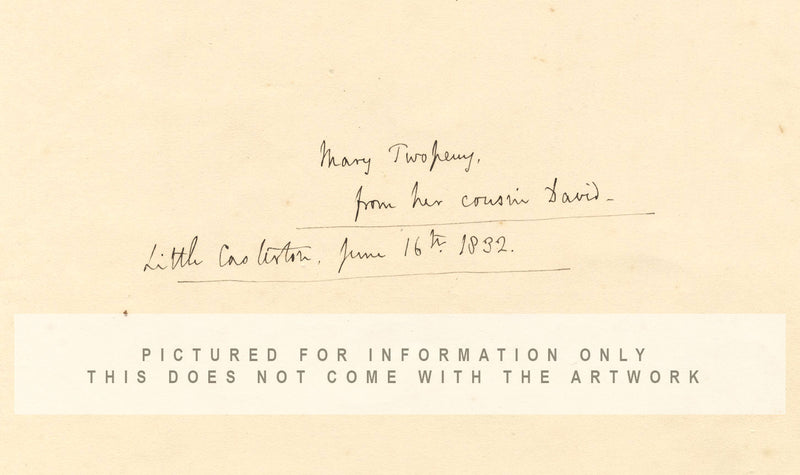 Mary Twopeny,
from her cousin David-
Little Casterton, June 16th. 1832.
PICTURED FOR INFORMATION ONLY
THIS DOES NOT COME WITH THE ARTWORK